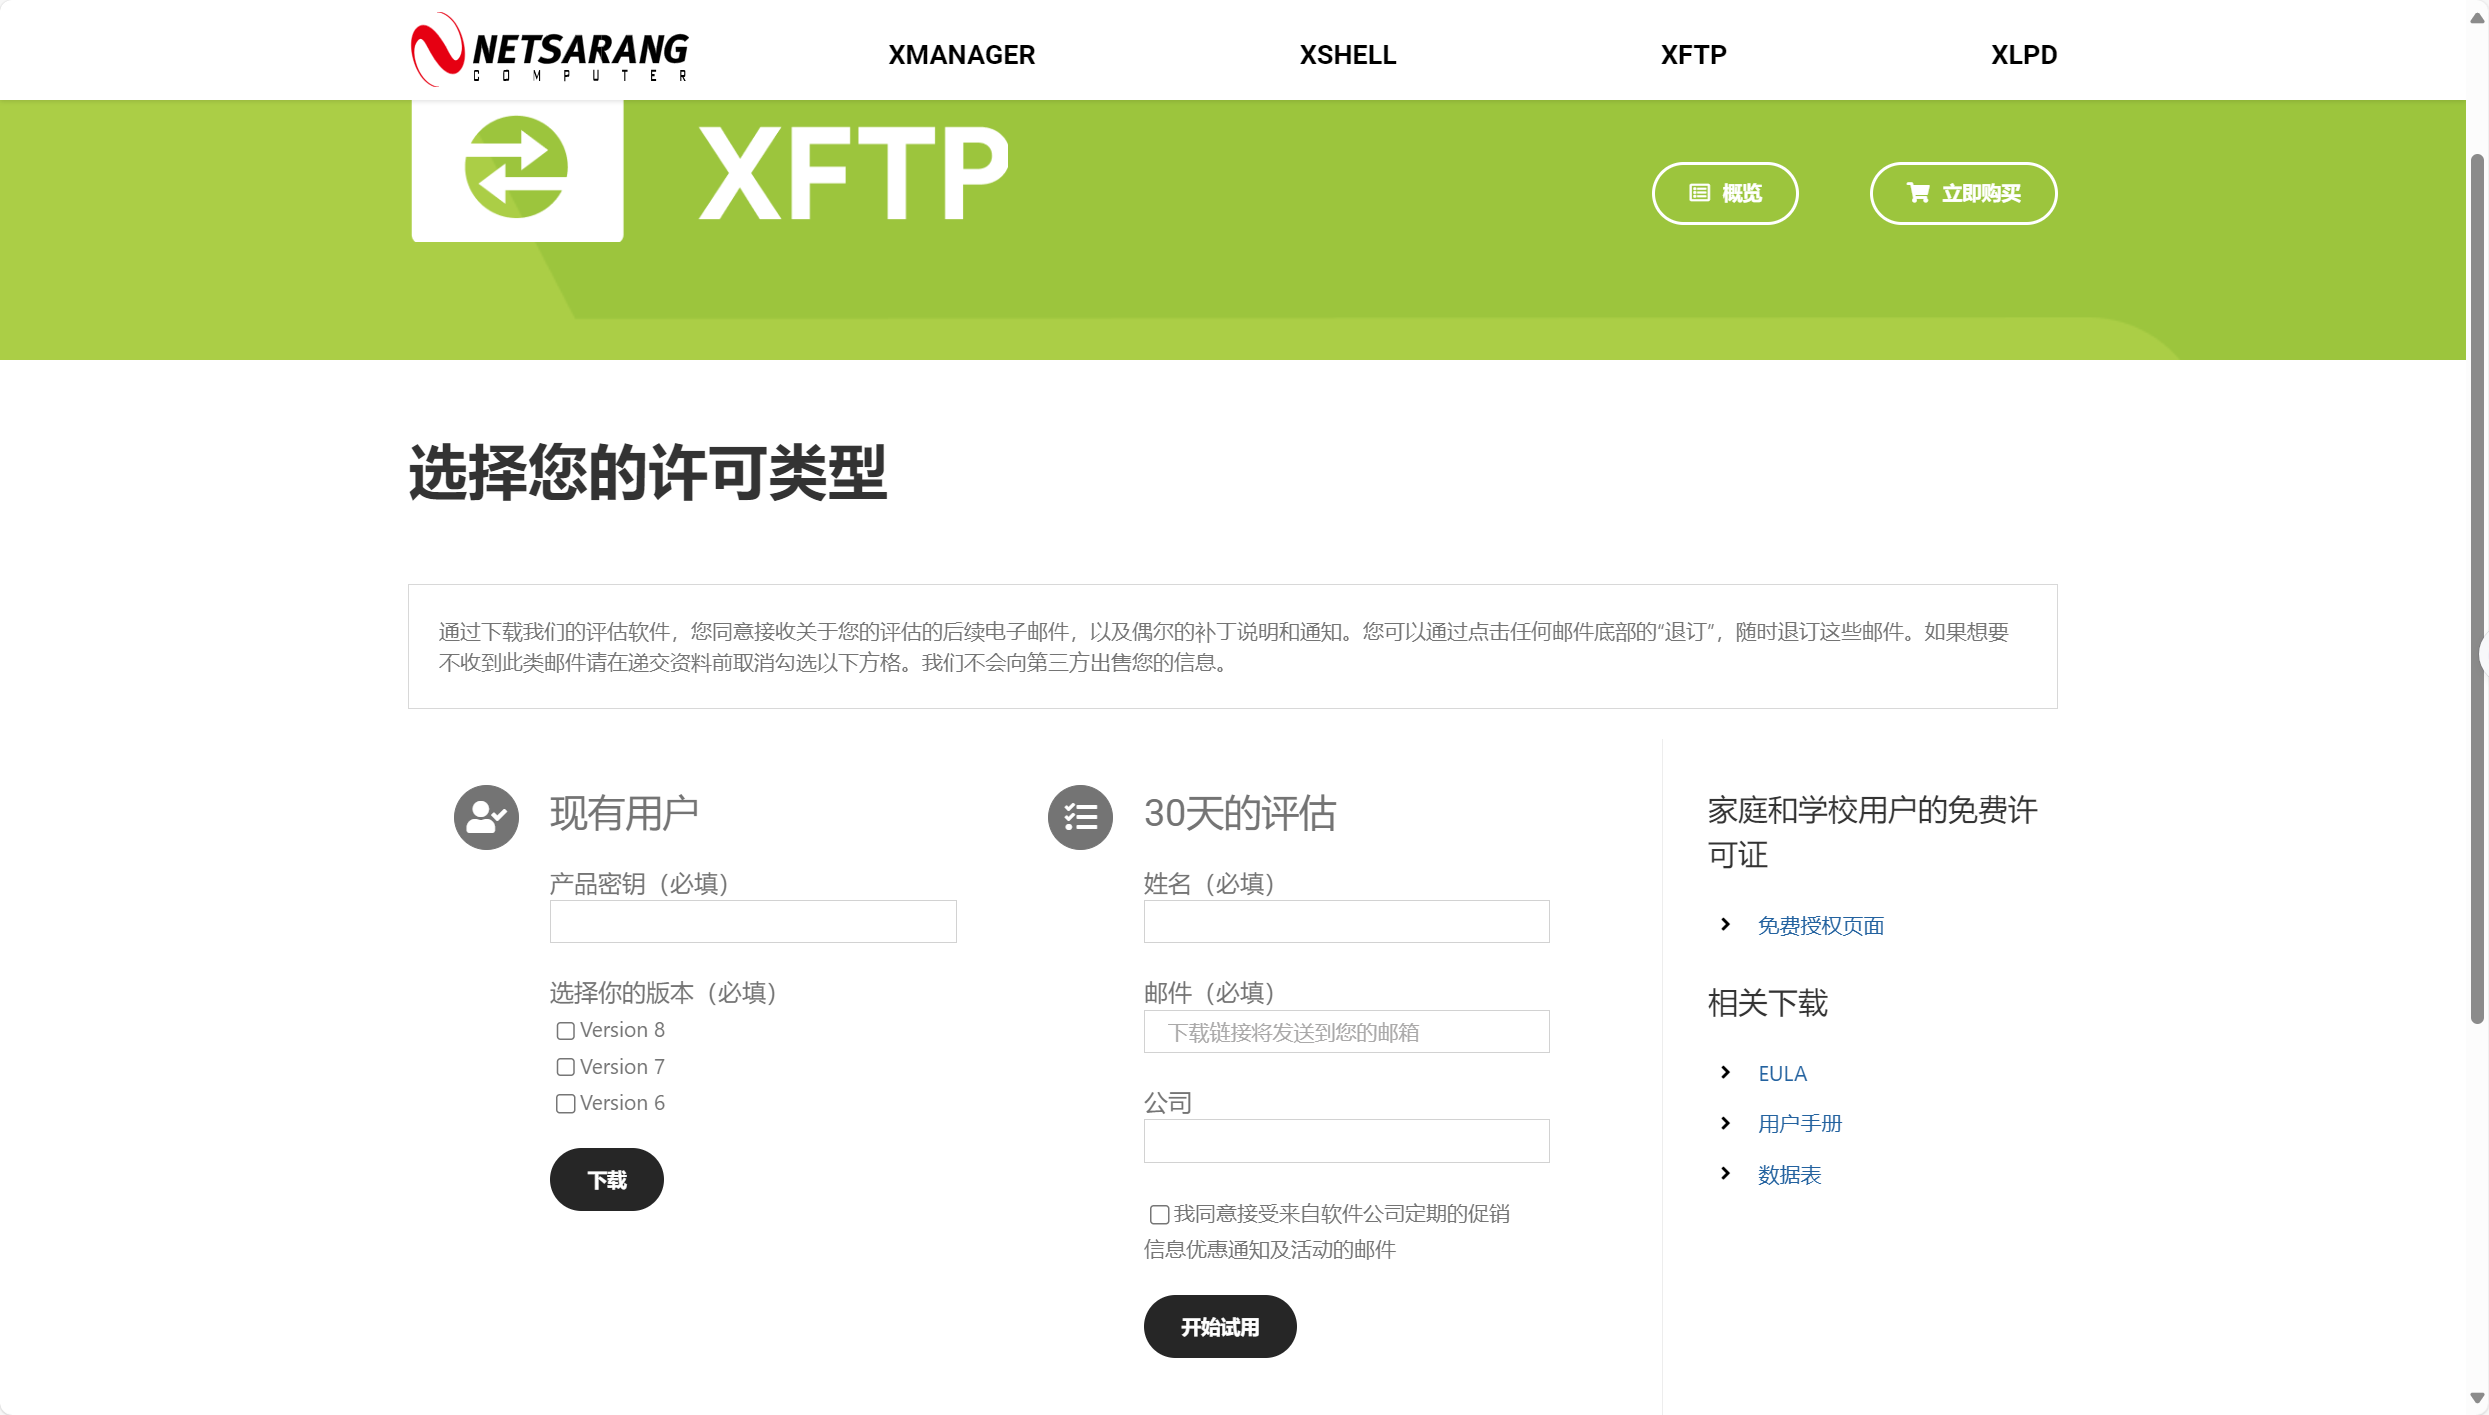 NETSARANG
COMPUTER
XMANAGER
XSHELL
XFTP
XLPD
XFTP
概览
立即购买
选择您的许可类型
通过下载我们的评估软件，您同意接收关于您的评估的后续电子邮件，以及偶尔的补丁说明和通知。您可以通过点击任何邮件底部的“退订”，随时退订这些邮件。如果想要
不收到此类邮件请在递交资料前取消勾选以下方格。我们不会向第三方出售您的信息。
现有用户
产品密钥（必填）
选择你的版本（必填）
Version 8
Version 7
Version 6
下载
30天的评估
姓名（必填）
邮件（必填）
下载链接将发送到您的邮箱
公司
我同意接受来自软件公司定期的促销
信息优惠通知及活动的邮件
开始试用
家庭和学校用户的免费许
可证
免费授权页面
相关下载
EULA
用户手册
数据表